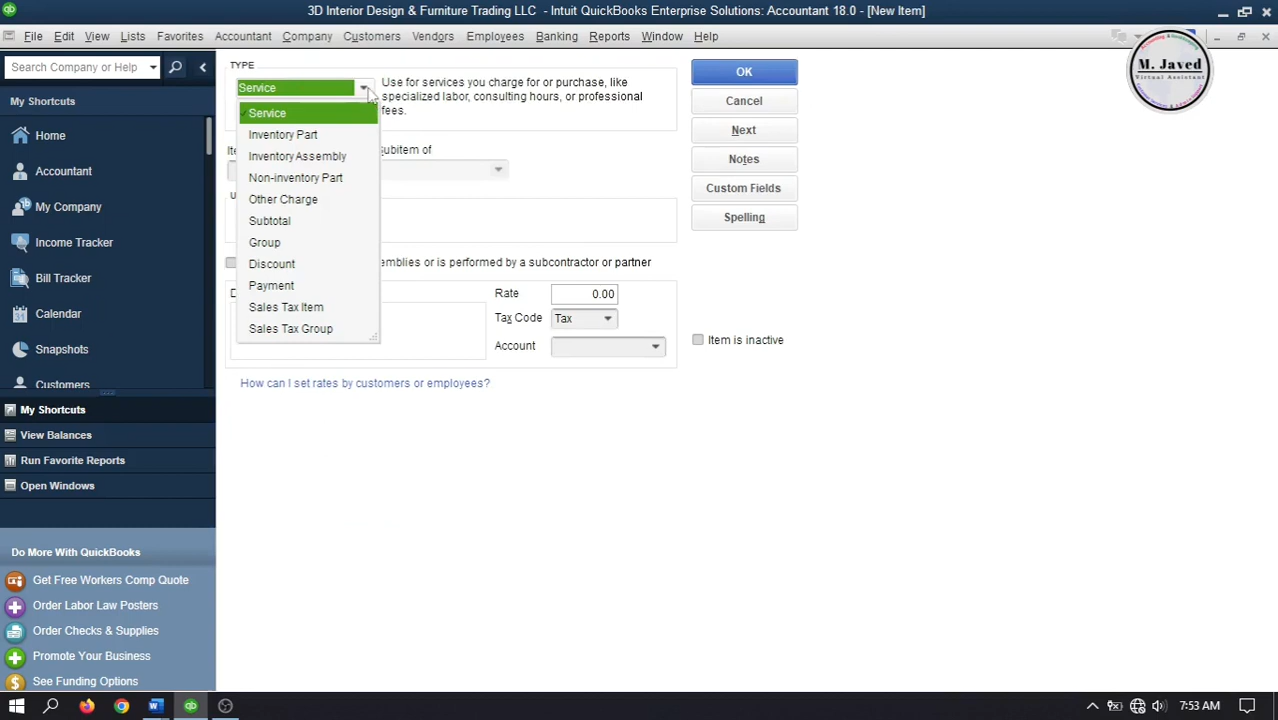 3D Interior Design & Furniture Trading LLC - Intuit QuickBooks Enterprise Solutions: Accountant 18.0 - [New Item]
File Edit View Lists Favorites Accountant Company Customers Vendors Employees Banking Reports Window Help
Search Company or Help
My Shortcuts
Home
Accountant
My Company
Income Tracker
Bill Tracker
Calendar
Snapshots
Customers
My Shortcuts
View Balances
Run Favorite Reports
Open Windows
Do More With QuickBooks
Get Free Workers Comp Quote
Order Labor Law Posters
Order Checks & Supplies
Promote Your Business
See Funding Options
TYPE
Service
Use for services you charge for or purchase, like
specialized labor, consulting hours, or professional
fees.
Service
Inventory Part
Inventory Assembly
Non-inventory Part
Other Charge
Subtotal
Group
Discount
Payment
Sales Tax Item
Sales Tax Group
Subitem of
emblies or is performed by a subcontractor or partner
Rate 0.00
Tax Code Tax
Account
How can I set rates by customers or employees?
OK
Cancel
Next
Notes
Custom Fields
Spelling
Item is inactive
M. Javed
Virtual Assistant
7:53 AM